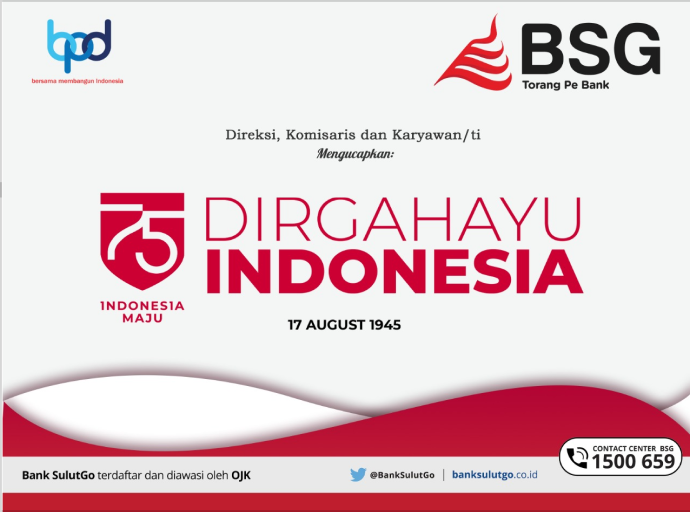 bpd
bersama membangun Indonesia
BSG
Torang Pe Bank
Direksi, Komisaris dan Karyawan/ti
Mengucapkan:
75
INDONESIA
MAJU
DIRGAHAYU
INDONESIA
17 AUGUST 1945
Bank SulutGo terdaftar dan diawasi oleh OJK
@BankSulutGo | banksulutgo.co.id
CONTACT CENTER BSG
1500 659